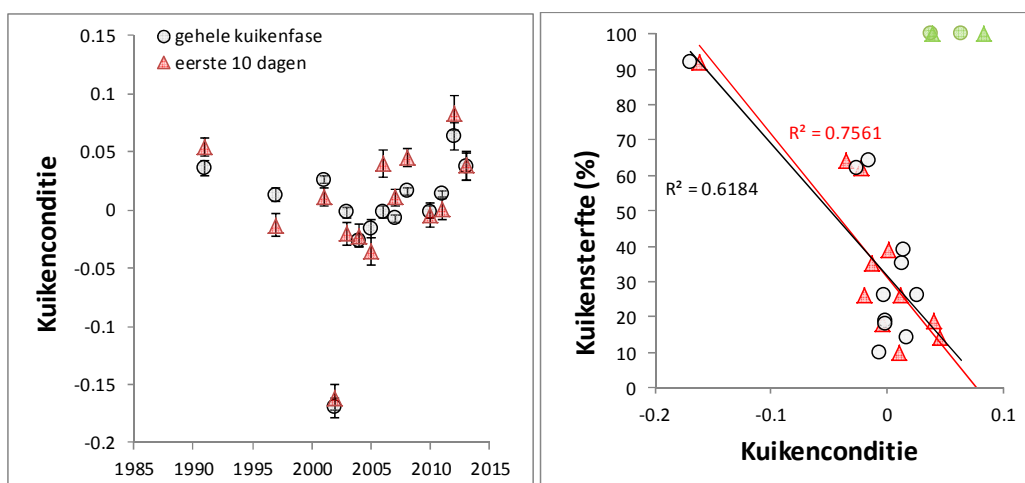 gehele kuikenfase
eerste 10 dagen
Kuikenconditie
0.15
0.1
0.05
0
-0.05
-0.1
-0.15
-0.2
1985 1990 1995 2000 2005 2010 2015
Kuikensterfte (%)
100
90
80
70
60
50
40
30
20
10
0
R² = 0.7561
R² = 0.6184
-0.2 -0.1 0 0.1
Kuikenconditie